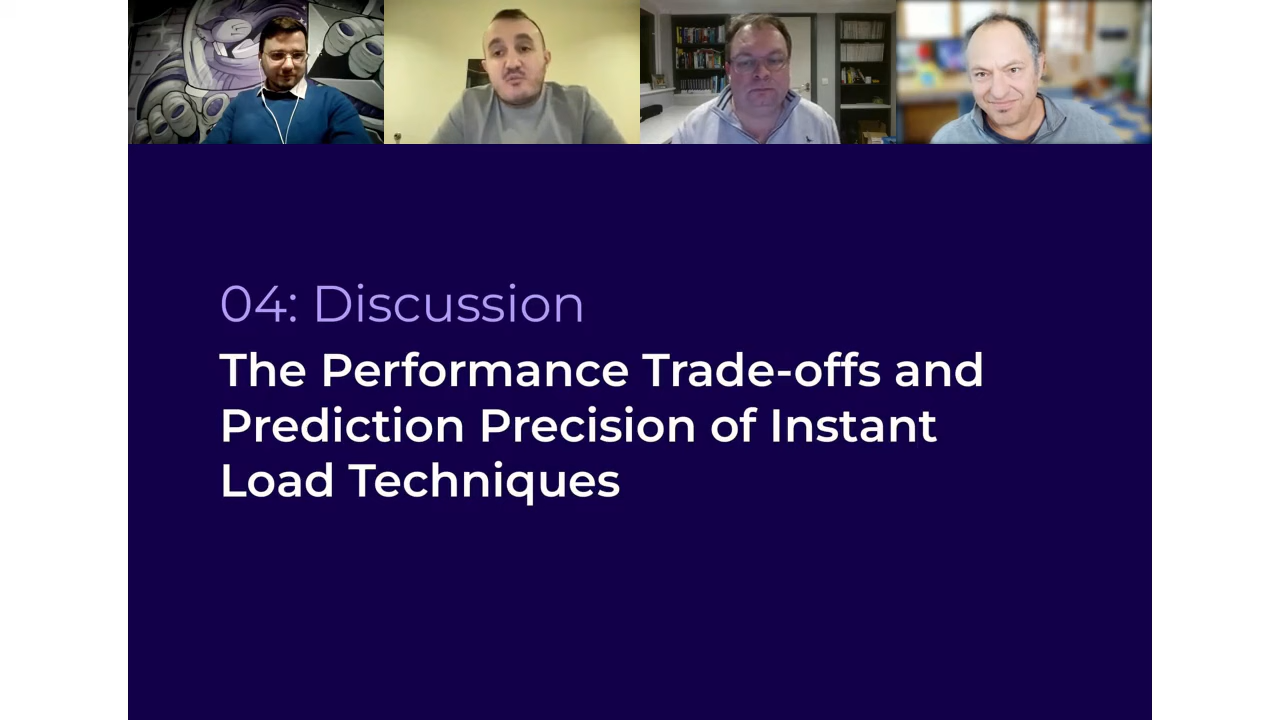 04: Discussion
The Performance Trade-offs and
Prediction Precision of Instant
Load Techniques